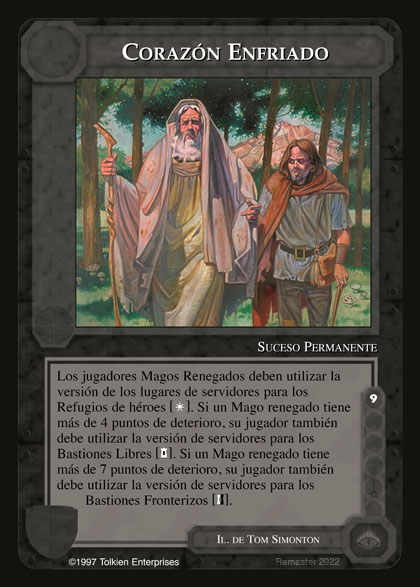 Corazón Enfriado
Suceso Permanente
Los jugadores Magos Renegados deben utilizar la
versión de los lugares de servidores para los
Refugios de héroes [ ]. Si un Mago renegado tiene
más de 4 puntos de deterioro, su jugador también
debe utilizar la versión de servidores para los
Bastiones Libres [ ]. Si un Mago renegado tiene
más de 7 puntos de deterioro, su jugador también
debe utilizar la versión de servidores para los
Bastiones Fronterizos [ ].
9
Il. de Tom Simonton
©1997 Tolkien Enterprises
Remaster 2022